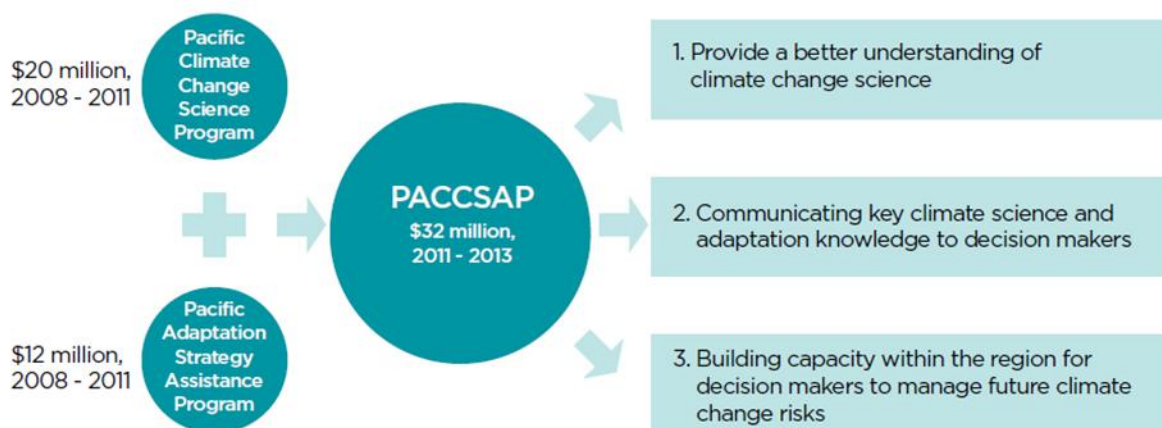 $20 million,
2008 - 2011
Pacific
Climate
Change
Science
Program
$12 million,
2008 - 2011
Pacific
Adaptation
Strategy
Assistance
Program
PACCSAP
$32 million,
2011 - 2013
1. Provide a better understanding of
climate change science
2. Communicating key climate science and
adaptation knowledge to decision makers
3. Building capacity within the region for
decision makers to manage future climate
change risks